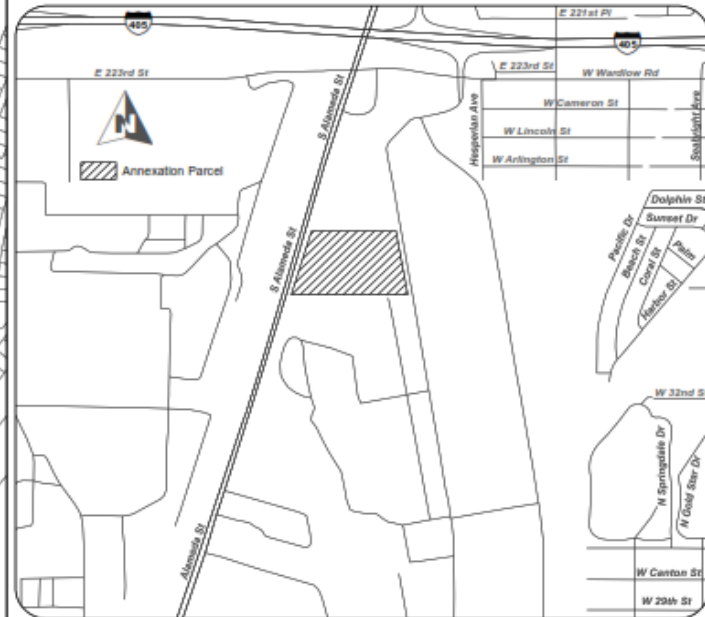 E 221st Pl
405
405
E 223rd St
E 223rd St
W Wardlow Rd
S Alameda St
Hesperian Ave
W Cameron St
Seabright Ave
N
W Lincoln St
W Arlington St
Annexation Parcel
Dolphin St
Sunset Dr
Pacific Dr
Beach St
Coral St
Palm
Harbor St
S Alameda St
W 32nd S
N Springdale Dr
N Gold Star Dr
Alameda St
W Canton St
W 29th St